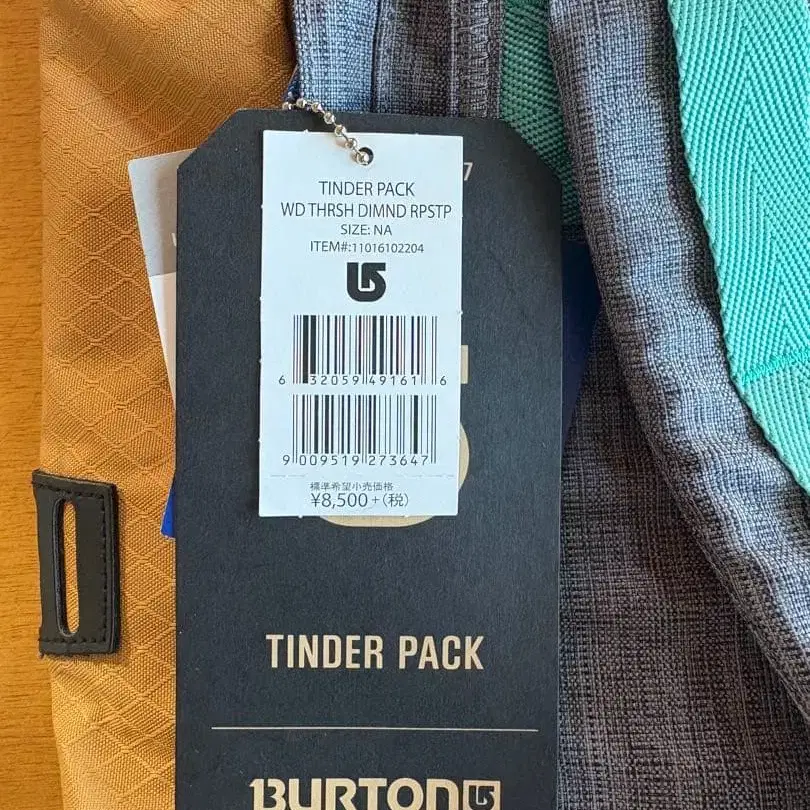 7
TINDER PACK
WD THRSH DIMND RPSTP
SIZE: NA
ITEM#:11016102204
6 32059 49161 6
9 009519 273647
標準希望小売価格
¥8,500+(税)
TINDER PACK
BURTON